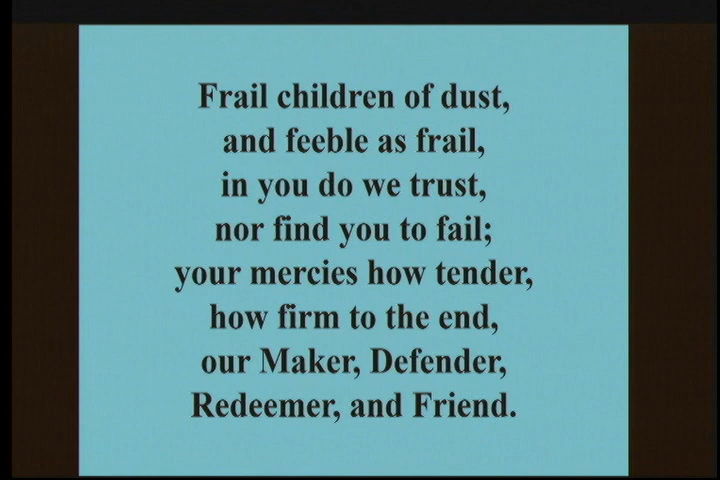 Frail children of dust,
and feeble as frail,
in you do we trust,
nor find you to fail;
your mercies how tender,
how firm to the end,
our Maker, Defender,
Redeemer, and Friend.